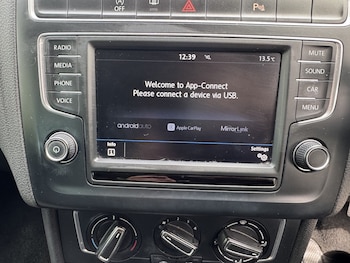 A
OFF
RADIO
MEDIA
PHONE
VOICE
12:39
13.5°C
Welcome to App-Connect
Please connect a device via USB.
androidauto
Apple CarPlay
MirrorLink
Info
Settings
MUTE
SOUND
CAR
MENU